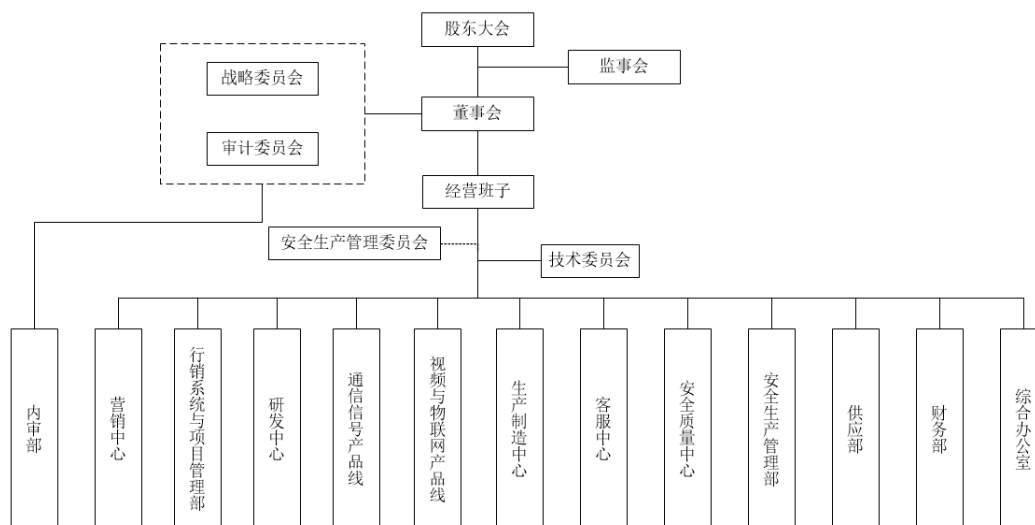 股东大会
监事会
战略委员会
董事会
审计委员会
经营班子
安全生产管理委员会
技术委员会
内审部
营销中心
行销系统与项目管理部
研发中心
通信信号产品线
视频与物联网产品线
生产制造中心
客服中心
安全质量中心
安全生产管理部
供应部
财务部
综合办公室